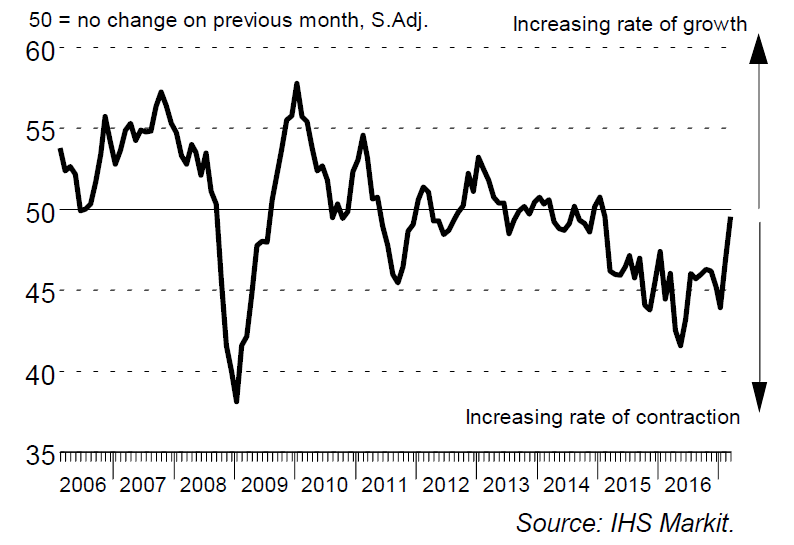 50 = no change on previous month, S.Adj.
Increasing rate of growth
60
55
50
45
40
Increasing rate of contraction
35
2006 2007 2008 2009 2010 2011 2012 2013 2014 2015 2016
Source: IHS Markit.